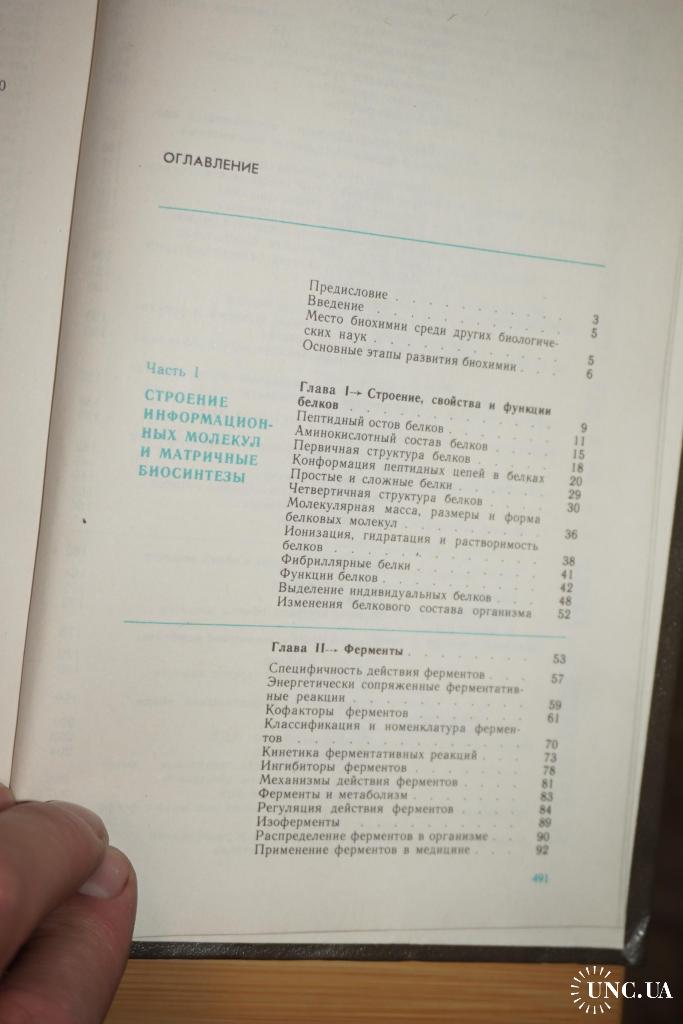 0
ОГЛАВЛЕНИЕ
Предисловие . . . . . . . . . . 3
Введение . . . . . . . . . . . 5
Место биохимии среди других биологиче-
ских наук . . . . . . . . . . 5
Основные этапы развития биохимии . . . 6
Часть I
СТРОЕНИЕ
ИНФОРМАЦИОН-
НЫХ МОЛЕКУЛ
И МАТРИЧНЫЕ
БИОСИНТЕЗЫ
Глава I→ Строение, свойства и функции
белков . . . . . . . . . . . 9
Пептидный остов белков . . . . . . 11
Аминокислотный состав белков . . . . 15
Первичная структура белков . . . . . 18
Конформация пептидных цепей в белках 20
Простые и сложные белки . . . . . 29
Четвертичная структура белков . . . . 30
Молекулярная масса, размеры и форма
белковых молекул . . . . . . . . 36
Ионизация, гидратация и растворимость
белков . . . . . . . . . . . 38
Фибриллярные белки . . . . . . . 41
Функции белков . . . . . . . . 42
Выделение индивидуальных белков . . . 48
Изменения белкового состава организма 52
Глава II→ Ферменты . . . . . . . 53
Специфичность действия ферментов . . . 57
Энергетически сопряженные ферментатив-
ные реакции . . . . . . . . . 59
Кофакторы ферментов . . . . . . 61
Классификация и номенклатура фермен-
тов . . . . . . . . . . . . 70
Кинетика ферментативных реакций . . . 73
Ингибиторы ферментов . . . . . . 78
Механизмы действия ферментов . . . . 81
Ферменты и метаболизм . . . . . . 83
Регуляция действия ферментов . . . . 84
Изоферменты . . . . . . . . . 89
Распределение ферментов в организме . . 90
Применение ферментов в медицине . . . 92
491
UNC.UA